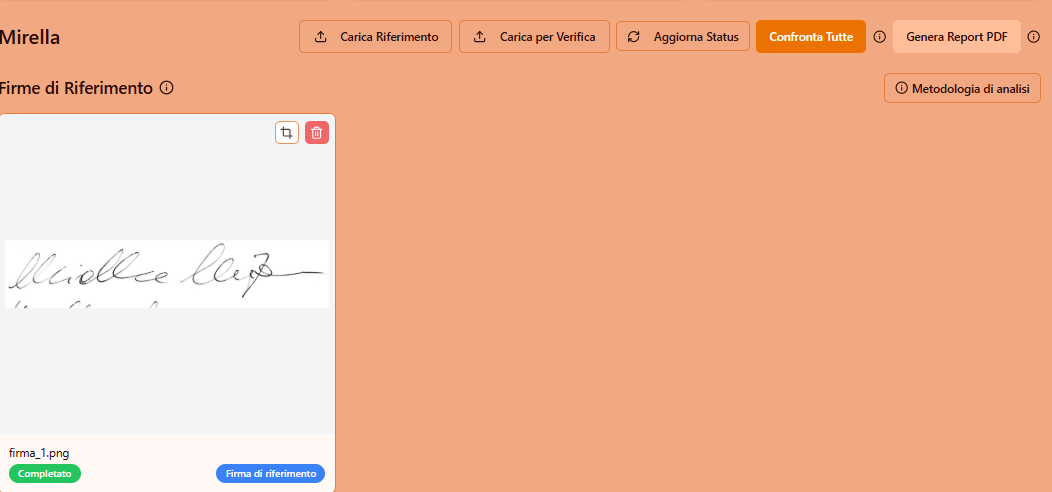 Mirella
Carica Riferimento
Carica per Verifica
Aggiorna Status
Confronta Tutte
Genera Report PDF
Firme di Riferimento
Metodologia di analisi
Mirella
firma_1.png
Completato
Firma di riferimento